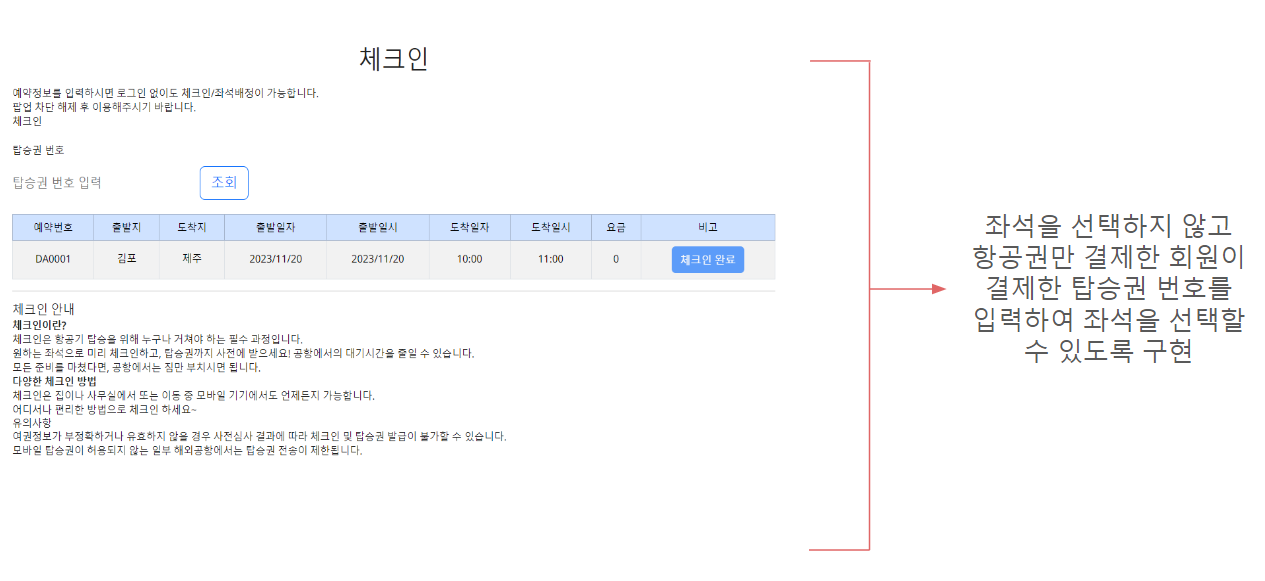 체크인
예약정보를 입력하시면 로그인 없이도 체크인/좌석배정이 가능합니다.
팝업 차단 해제 후 이용해주시기 바랍니다.
체크인
탑승권 번호
탑승권 번호 입력 조회
예약번호 출발지 도착지 출발일자 출발일시 도착일자 도착일시 요금 비고
DA0001 김포 제주 2023/11/20 2023/11/20 10:00 11:00 0 체크인 완료
체크인 안내
체크인이란?
체크인은 항공기 탑승을 위해 누구나 거쳐야 하는 필수 과정입니다.
원하는 좌석으로 미리 체크인하고, 탑승권까지 사전에 받으세요! 공항에서의 대기시간을 줄일 수 있습니다.
모든 준비를 마쳤다면, 공항에서는 짐만 부치시면 됩니다.
다양한 체크인 방법
체크인은 집이나 사무실에서 또는 이동 중 모바일 기기에서도 언제든지 가능합니다.
어디서나 편리한 방법으로 체크인 하세요~
유의사항
여권정보가 부정확하거나 유효하지 않을 경우 사전심사 결과에 따라 체크인 및 탑승권 발급이 불가할 수 있습니다.
모바일 탑승권이 허용되지 않는 일부 해외공항에서는 탑승권 전송이 제한됩니다.
좌석을 선택하지 않고
항공권만 결제한 회원이
결제한 탑승권 번호를
입력하여 좌석을 선택할
수 있도록 구현